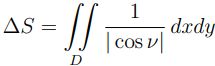 ΔS = ∬_D 1/|cos ν| dxdy